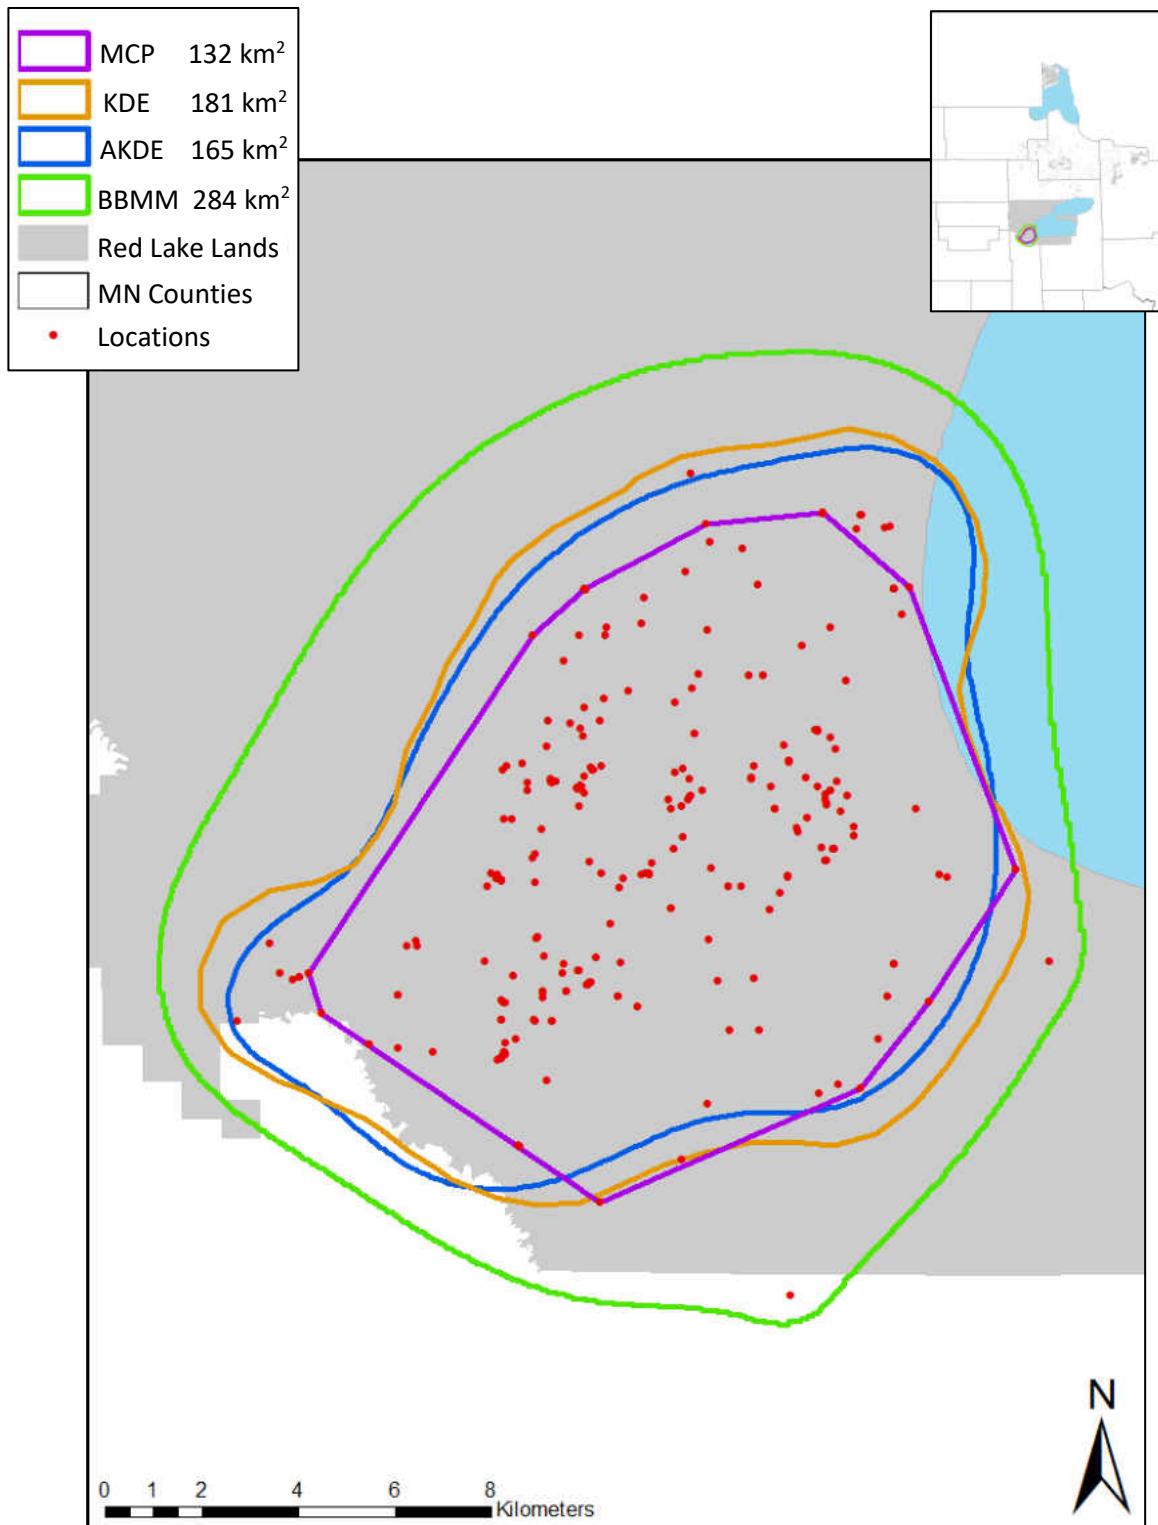 MCP 132 km²
KDE 181 km²
AKDE 165 km²
BBMM 284 km²
Red Lake Lands
MN Counties
Locations
N
0 1 2 4 6 8
Kilometers